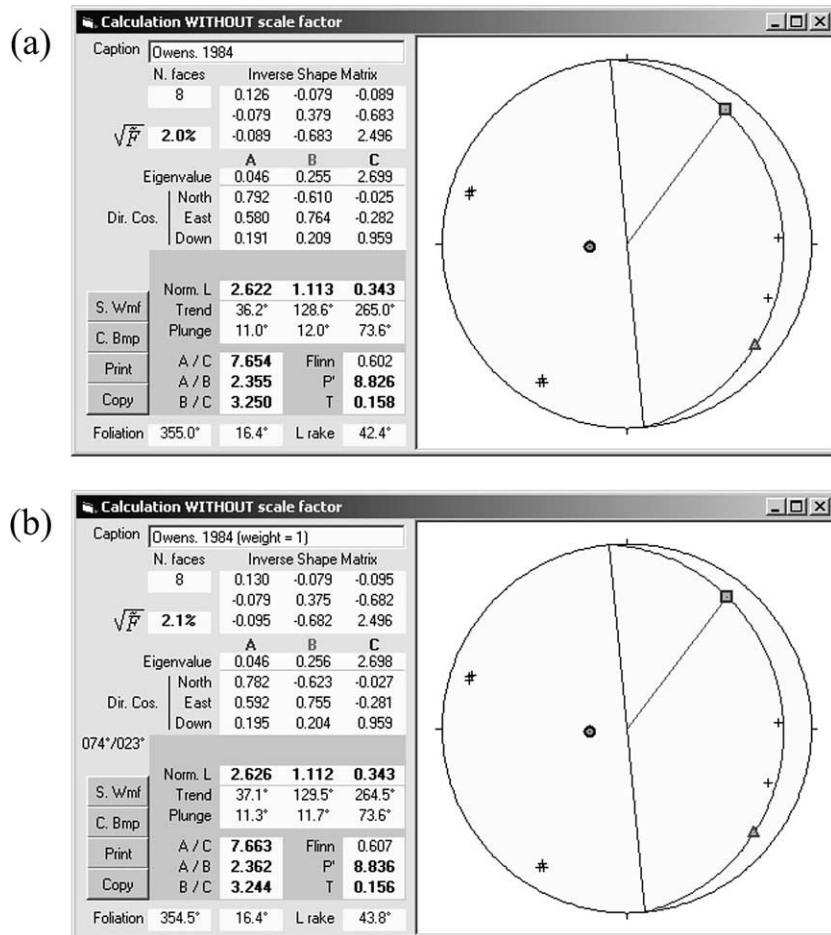 (a)
Calculation WITHOUT scale factor
Caption Owens. 1984
N. faces Inverse Shape Matrix
8 0.126 -0.079 -0.089
-0.079 0.379 -0.683
√F̃ 2.0% -0.089 -0.683 2.496
A B C
Eigenvalue 0.046 0.255 2.699
North 0.792 -0.610 -0.025
Dir. Cos. East 0.580 0.764 -0.282
Down 0.191 0.209 0.959
Norm. L 2.622 1.113 0.343
S. Wmf Trend 36.2° 128.6° 265.0°
C. Bmp Plunge 11.0° 12.0° 73.6°
Print A / C 7.654 Flinn 0.602
A / B 2.355 P' 8.826
Copy B / C 3.250 T 0.158
Foliation 355.0° 16.4° L rake 42.4°
(b)
Calculation WITHOUT scale factor
Caption Owens. 1984 (weight = 1)
N. faces Inverse Shape Matrix
8 0.130 -0.079 -0.095
-0.079 0.375 -0.682
√F̃ 2.1% -0.095 -0.682 2.496
A B C
Eigenvalue 0.046 0.256 2.698
North 0.782 -0.623 -0.027
Dir. Cos. East 0.592 0.755 -0.281
Down 0.195 0.204 0.959
074°/023°
Norm. L 2.626 1.112 0.343
S. Wmf Trend 37.1° 129.5° 264.5°
C. Bmp Plunge 11.3° 11.7° 73.6°
Print A / C 7.663 Flinn 0.607
A / B 2.362 P' 8.836
Copy B / C 3.244 T 0.156
Foliation 354.5° 16.4° L rake 43.8°